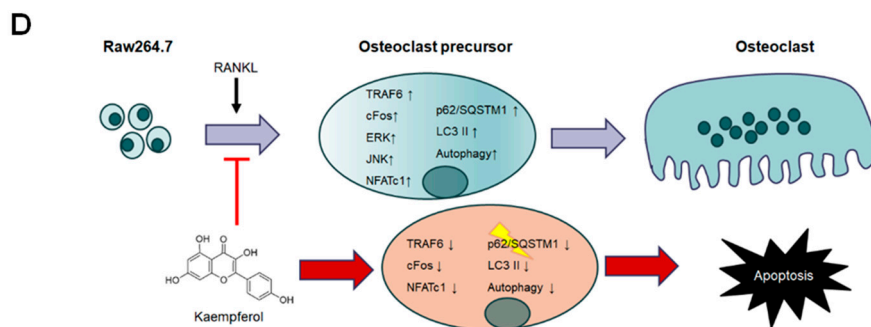 D
Raw264.7
Osteoclast precursor
Osteoclast
RANKL
TRAF6 ↑
cFos↑
ERK↑
JNK↑
NFATc1↑
p62/SQSTM1 ↑
LC3 II ↑
Autophagy↑
TRAF6 ↓
cFos ↓
NFATc1 ↓
p62/SQSTM1 ↓
LC3 II ↓
Autophagy ↓
Apoptosis
OH
O
OH
HO
O
OH
Kaempferol